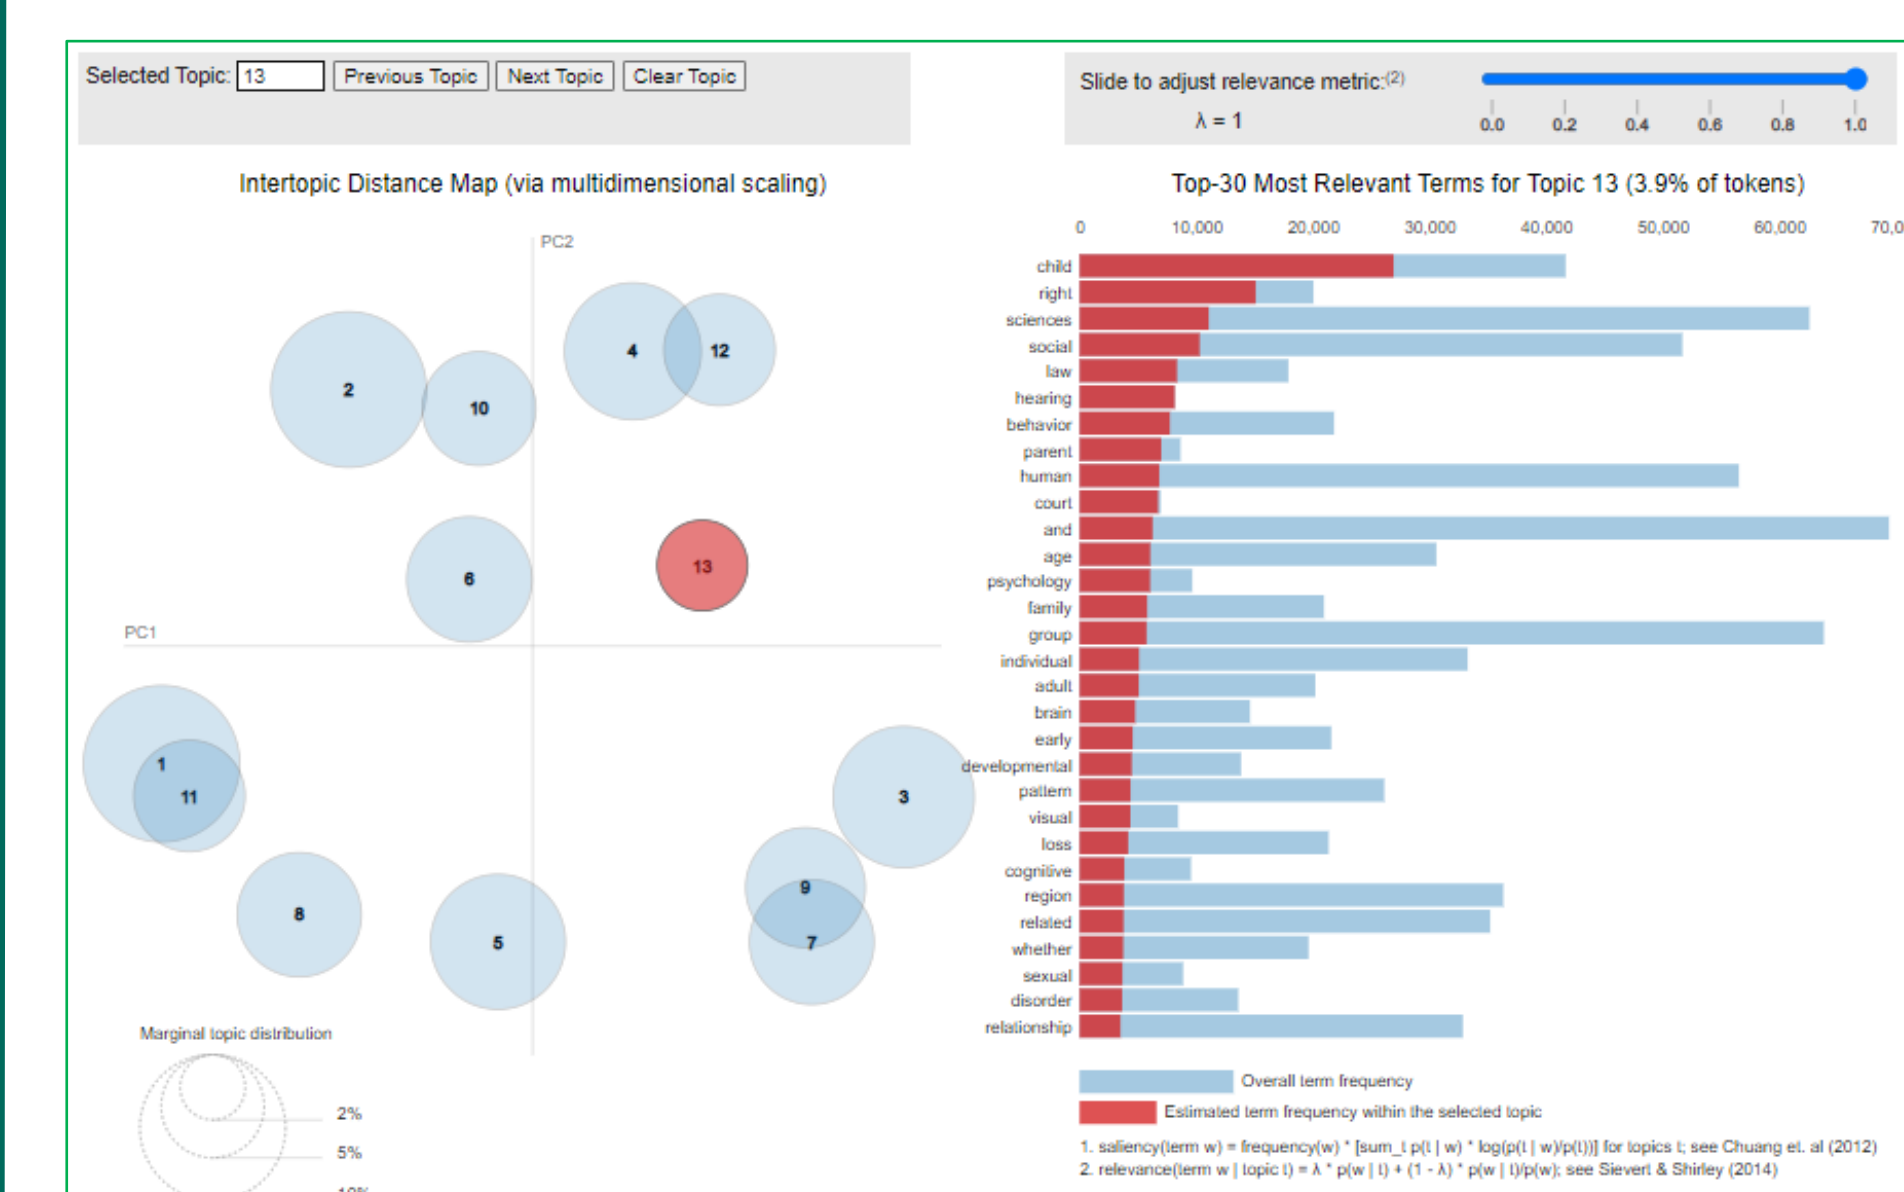 Selected Topic: 13 Previous Topic Next Topic Clear Topic
Slide to adjust relevance metric:(2)
λ = 1
0.0 0.2 0.4 0.6 0.8 1.0
Intertopic Distance Map (via multidimensional scaling)
PC2
PC1
2
10
4
12
6
13
1
11
8
5
3
9
7
Marginal topic distribution
2%
5%
10%
Top-30 Most Relevant Terms for Topic 13 (3.9% of tokens)
0 10,000 20,000 30,000 40,000 50,000 60,000 70,0
child
right
sciences
social
law
hearing
behavior
parent
human
court
and
age
psychology
family
group
individual
adult
brain
early
developmental
pattern
visual
loss
cognitive
region
related
whether
sexual
disorder
relationship
Overall term frequency
Estimated term frequency within the selected topic
1. saliency(term w) = frequency(w) * [sum_t p(t | w) * log(p(t | w)/p(t))] for topics t; see Chuang et. al (2012)
2. relevance(term w | topic t) = λ * p(w | t) + (1 - λ) * p(w | t)/p(w); see Sievert & Shirley (2014)